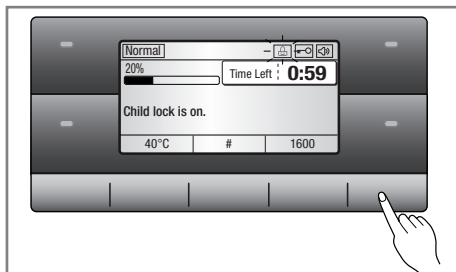 Normal
20%
Time Left 0:59
Child lock is on.
40°C # 1600